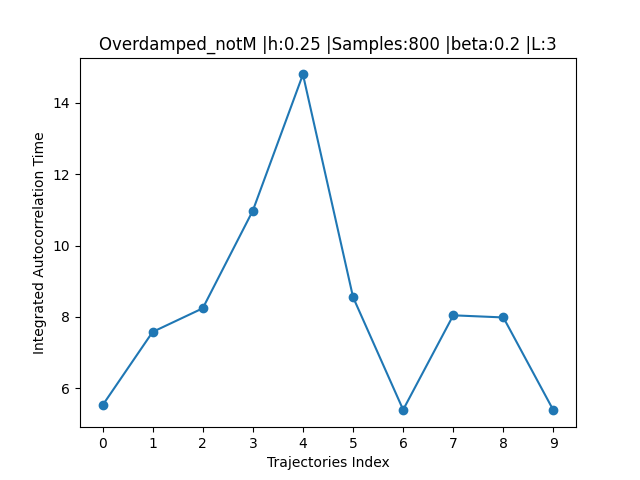 Overdamped_notM |h:0.25 |Samples:800 |beta:0.2 |L:3
Integrated Autocorrelation Time
14
12
10
8
6
0 1 2 3 4 5 6 7 8 9
Trajectories Index